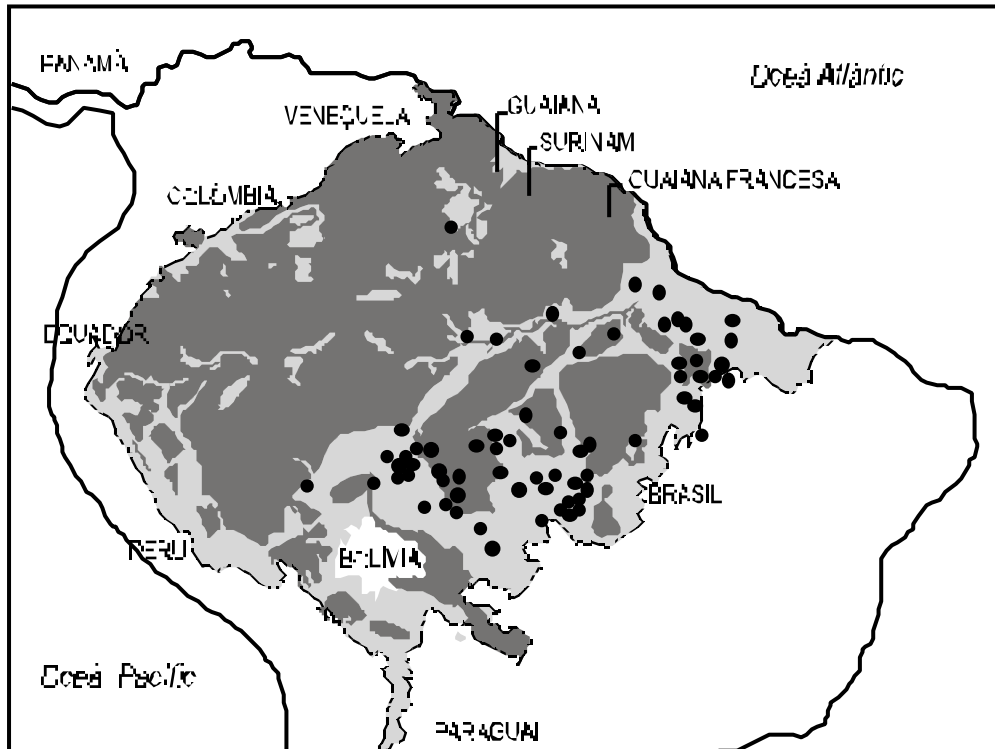 PANAMÀ
Oceà Atlàntic
GUAIANA
VENEÇUELA
SURINAM
COLÒMBIA
GUAIANA FRANCESA
EQUADOR
BRASIL
PERÚ
BOLÍVIA
Oceà Pacífic
PARAGUAI